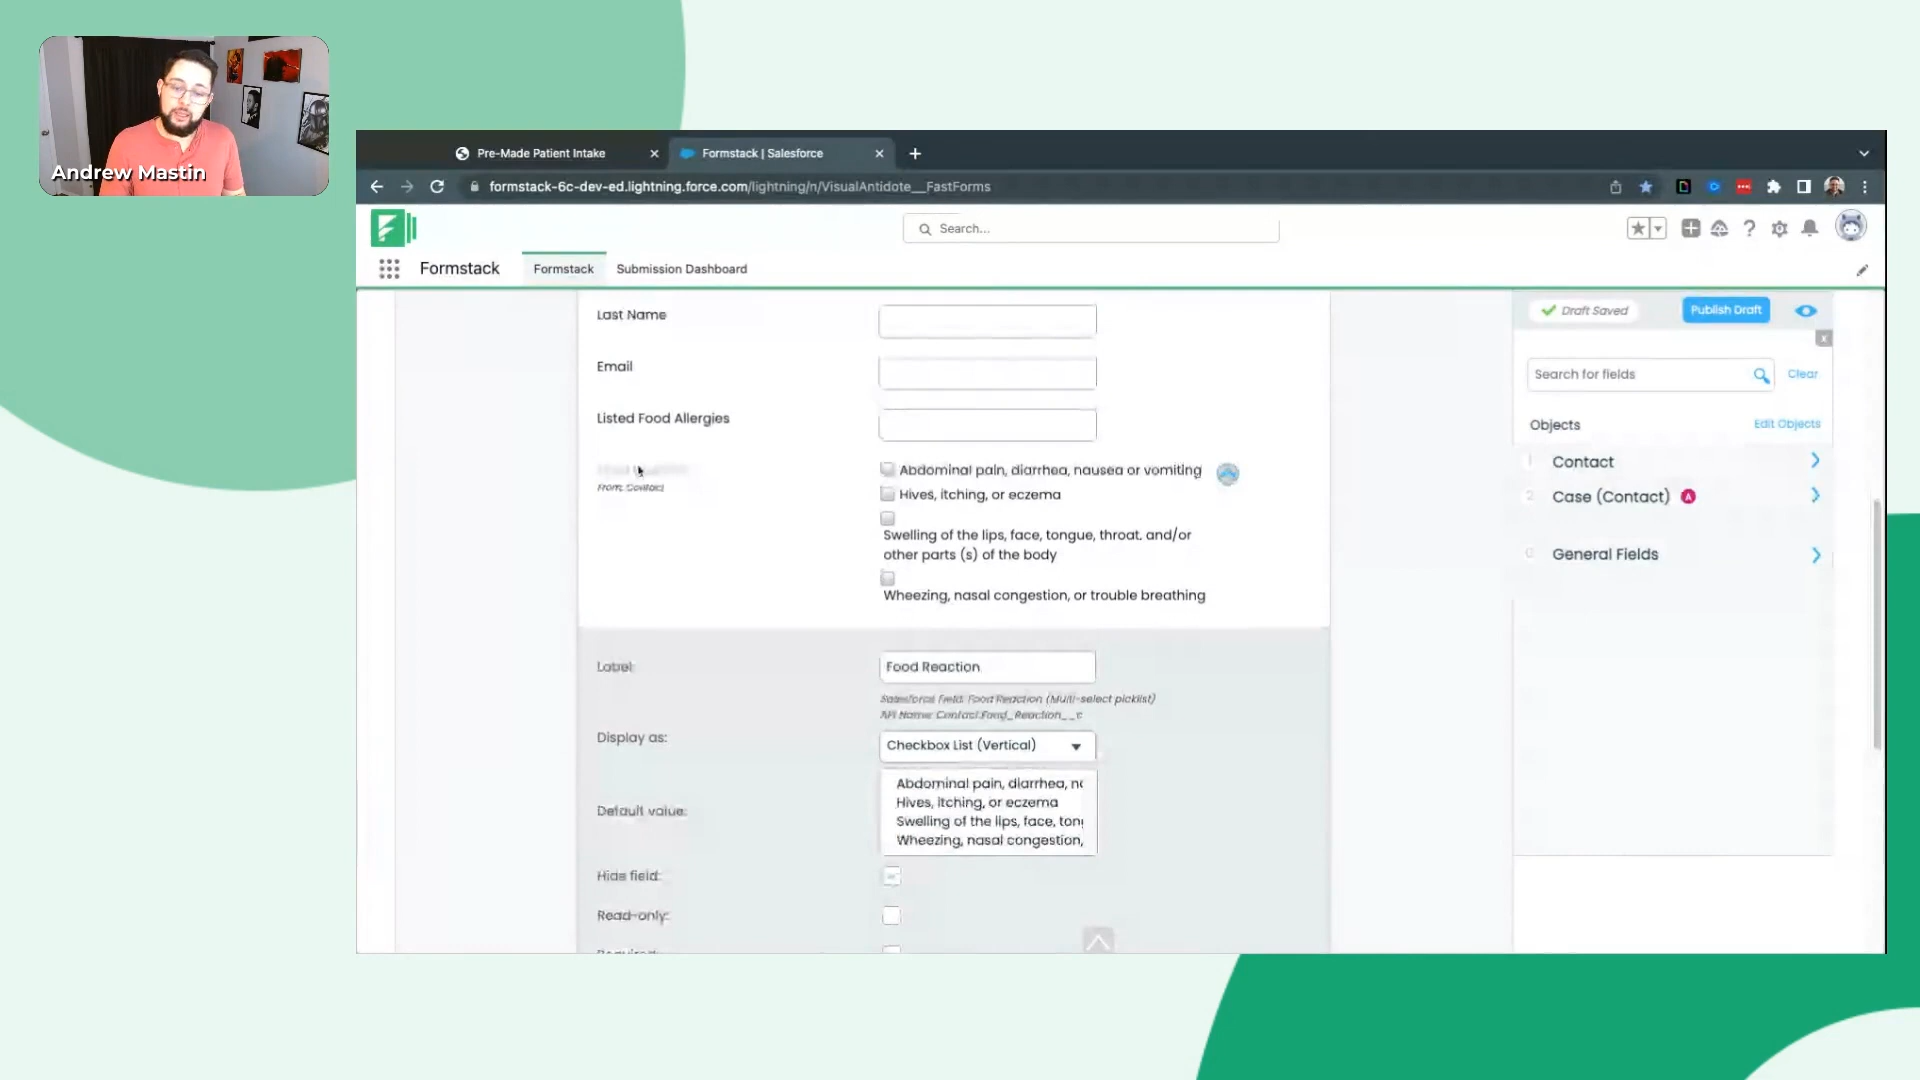 Andrew Mastin
Pre-Made Patient Intake
Formstack | Salesforce
formstack-6c-dev-ed.lightning.force.com/lightning/n/VisualAntidote__FastForms
Search...
Formstack
Formstack
Submission Dashboard
Last Name
Email
Listed Food Allergies
From: Contact
Abdominal pain, diarrhea, nausea or vomiting
Hives, itching, or eczema
Swelling of the lips, face, tongue, throat, and/or
other parts (s) of the body
Wheezing, nasal congestion, or trouble breathing
Label:
Food Reaction
Salesforce Field: Food Reaction (Multi-select picklist)
API Name: Contact.Food_Reaction__c
Display as:
Checkbox List (Vertical)
Default value:
Abdominal pain, diarrhea, n
Hives, itching, or eczema
Swelling of the lips, face, ton
Wheezing, nasal congestion,
Hide field:
Read-only:
Required:
Draft Saved
Publish Draft
x
Search for fields
Clear
Objects
Edit Objects
1
Contact
2
Case (Contact)
A
General Fields